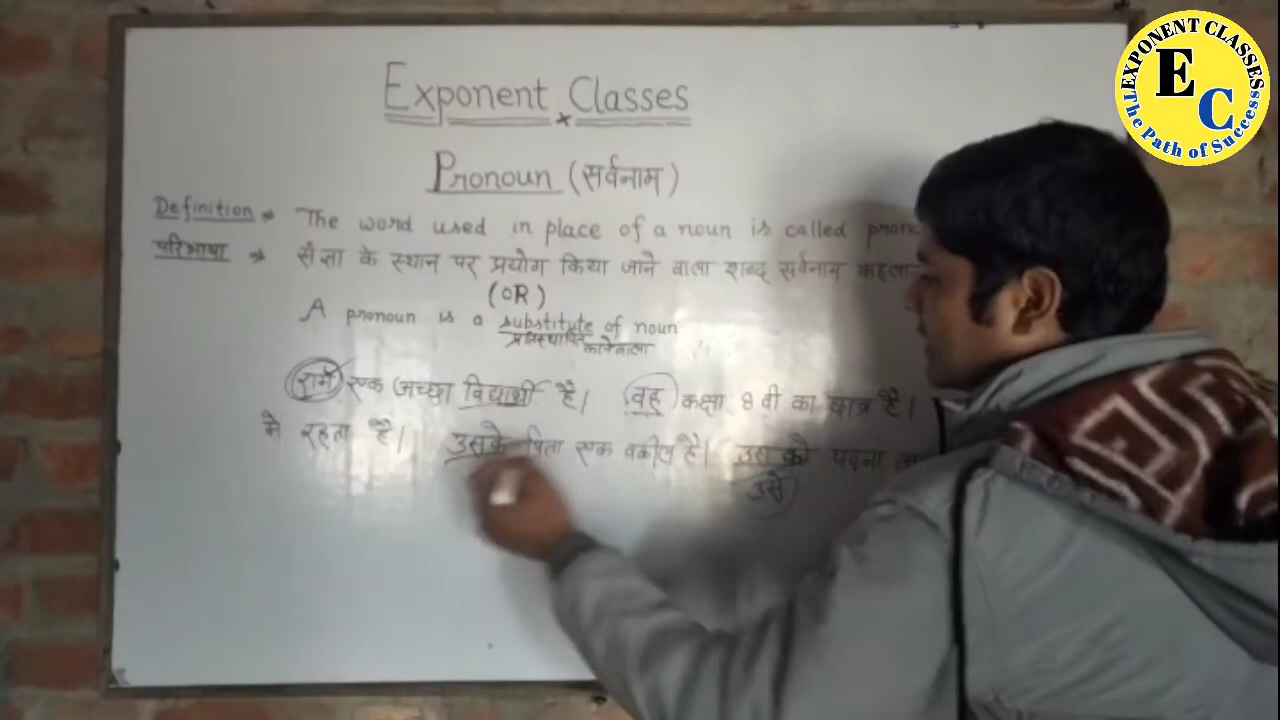 Exponent Classes
Pronoun (सर्वनाम)
Definition The word used in place of a noun is called
परिभाषा संज्ञा के स्थान पर प्रयोग किया जाने वाला शब्द सर्वनाम
(OR)
A pronoun is a substitute of noun
राम एक अच्छा विद्यार्थी है। वह कक्षा 8 वी का छात्र है।
मे रहता है। उसके पिता एक वकील है। उस को पढ़ना
उसे
EXPONENT CLASSES
EC
The Path of Success